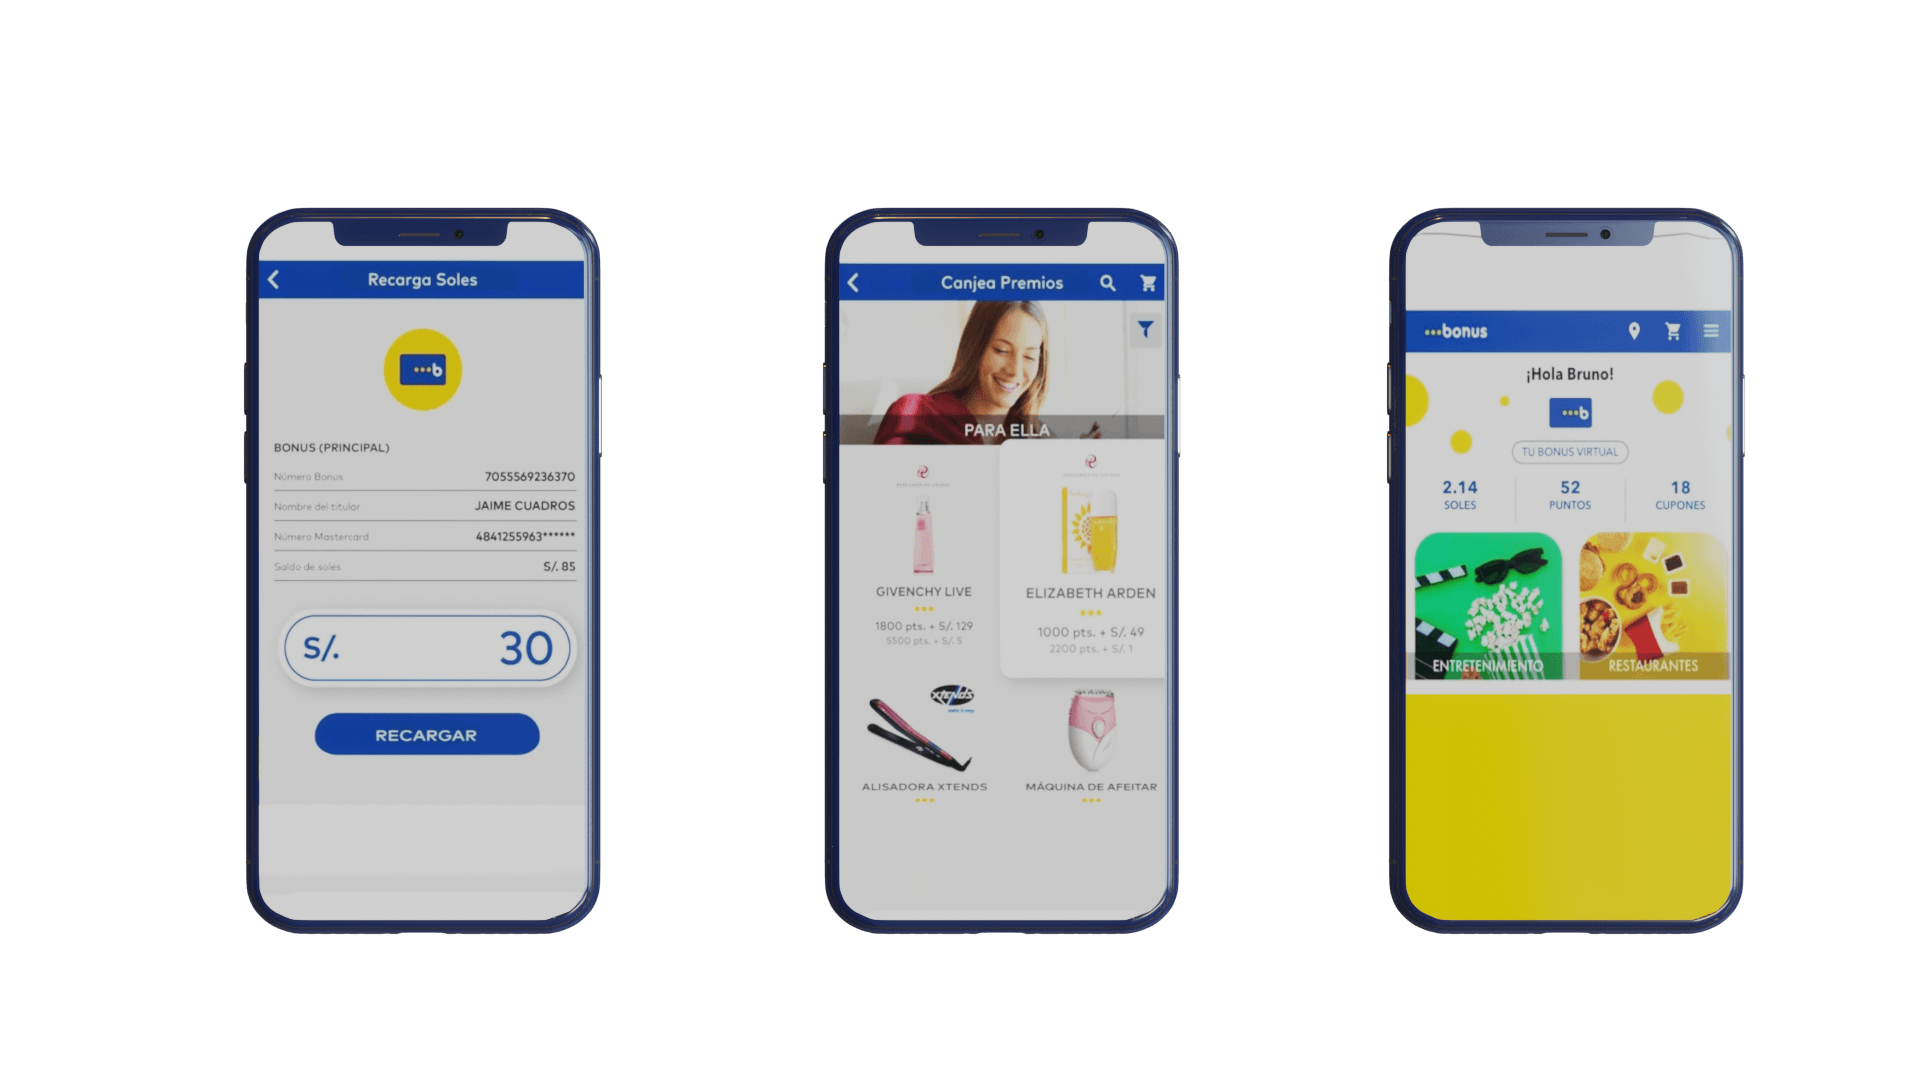 Recarga Soles
b
BONUS (PRINCIPAL)
Número Bonus 7055569236370
Nombre del titular JAIME CUADROS
Número Mastercard 4841255963******
Saldo de soles S/. 85
S/. 30
RECARGAR
Canjea Premios
PARA ELLA
GIVENCHY LIVE
1800 pts. + S/. 129
5500 pts. + S/. 5
ELIZABETH ARDEN
1000 pts. + S/. 49
2200 pts. + S/. 1
XTENDS
ALISADORA XTENDS
MÁQUINA DE AFEITAR
bonus
¡Hola Bruno!
b
TU BONUS VIRTUAL
2.14 52 18
SOLES PUNTOS CUPONES
ENTRETENIMIENTO RESTAURANTES